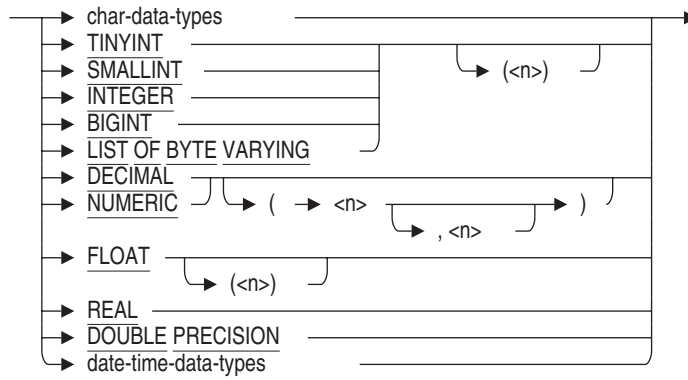 char-data-types
TINYINT
SMALLINT
INTEGER
BIGINT
LIST OF BYTE VARYING
(<n>)
DECIMAL
NUMERIC
( <n> , <n> )
FLOAT
(<n>)
REAL
DOUBLE PRECISION
date-time-data-types